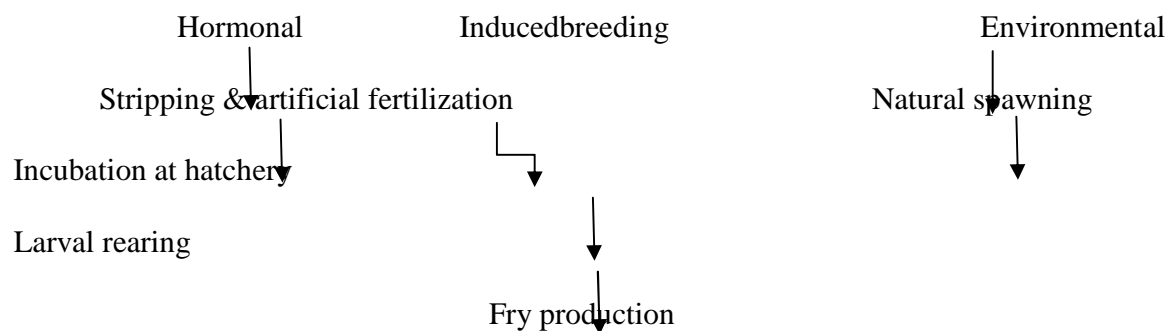 Hormonal Inducedbreeding Environmental
Stripping & artificial fertilization Natural spawning
Incubation at hatchery
Larval rearing
Fry production